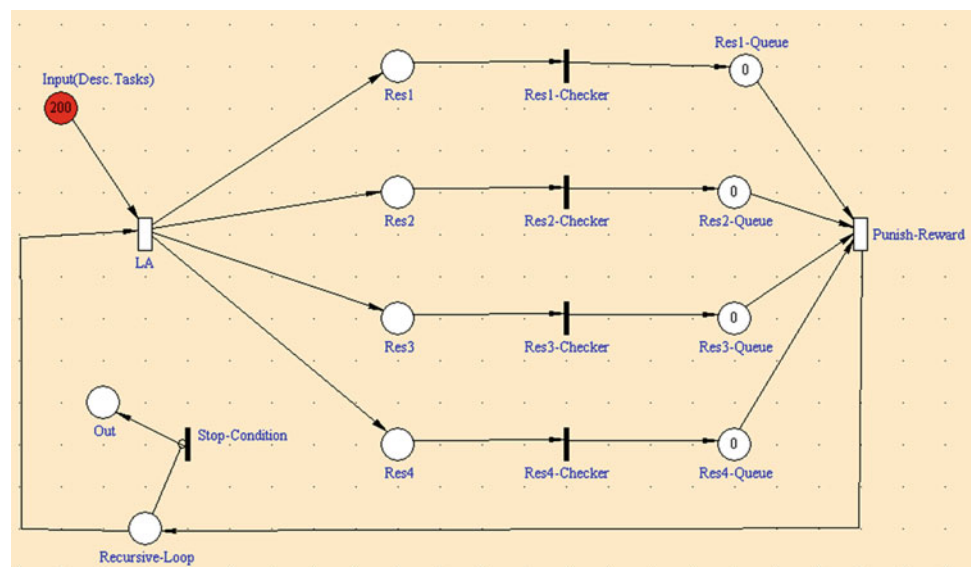 Res1-Queue
Input(Desc.Tasks)
0
200
Res1
Res1-Checker
0
Res2
Res2-Checker
Res2-Queue
Punish-Reward
LA
0
Res3
Res3-Checker
Res3-Queue
Out
Stop-Condition
0
Res4
Res4-Checker
Res4-Queue
Recursive-Loop